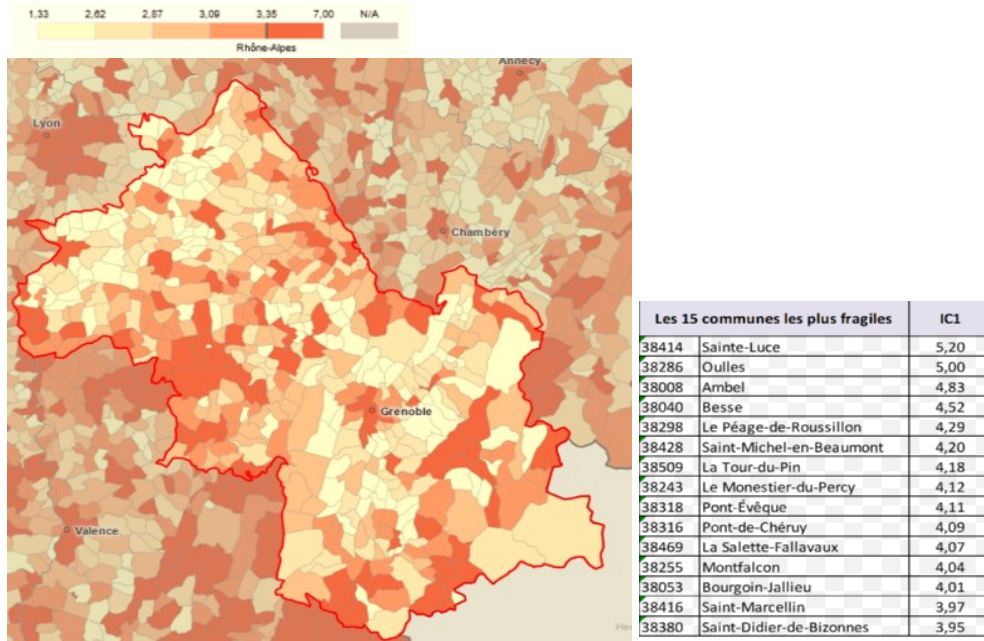 1,33 2,62 2,87 3,09 3,35 7,00 N/A
Rhône-Alpes
Annecy
Lyon
Chambéry
Grenoble
Valence
Les 15 communes les plus fragiles IC1
38414 Sainte-Luce 5,20
38286 Oulles 5,00
38008 Ambel 4,83
38040 Besse 4,52
38298 Le Péage-de-Roussillon 4,29
38428 Saint-Michel-en-Beaumont 4,20
38509 La Tour-du-Pin 4,18
38243 Le Monestier-du-Percy 4,12
38318 Pont-Évêque 4,11
38316 Pont-de-Chéruy 4,09
38469 La Salette-Fallavaux 4,07
38255 Montfalcon 4,04
38053 Bourgoin-Jallieu 4,01
38416 Saint-Marcellin 3,97
38380 Saint-Didier-de-Bizonnes 3,95